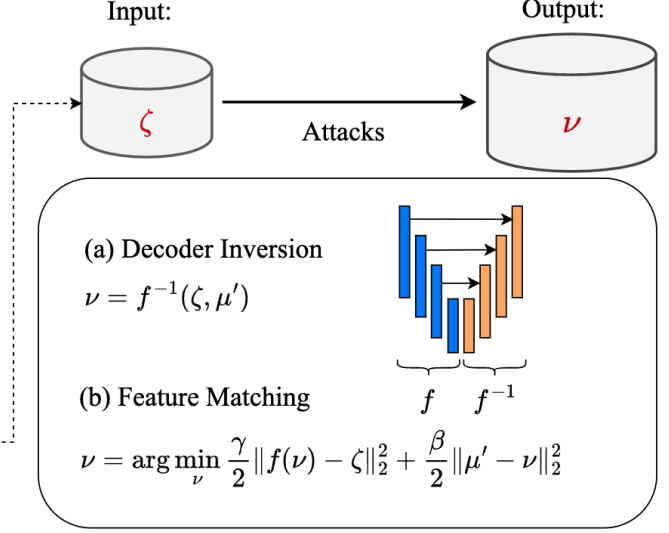 Input:
Output:
ζ
ν
Attacks
(a) Decoder Inversion
ν = f⁻¹(ζ, μ′)
f
f⁻¹
(b) Feature Matching
ν = arg min_ν γ/2 ‖f(ν) − ζ‖₂² + β/2 ‖μ′ − ν‖₂²